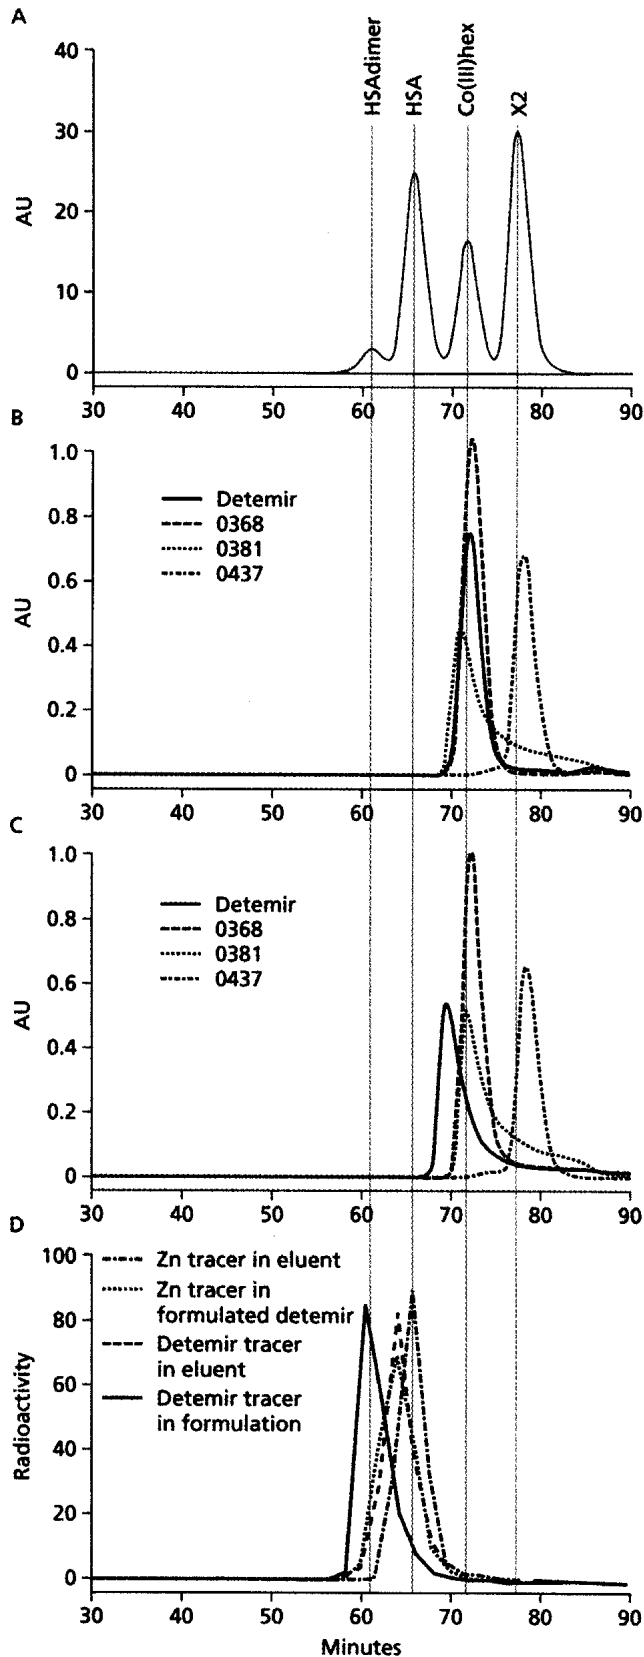 A
HSAdimer
HSA
Co(III)hex
X2
40
30
20
10
0
AU
30 40 50 60 70 80 90
B
1.0
0.8
0.6
0.4
0.2
0
AU
Detemir
0368
0381
0437
30 40 50 60 70 80 90
C
1.0
0.8
0.6
0.4
0.2
0
AU
Detemir
0368
0381
0437
30 40 50 60 70 80 90
D
100
80
60
40
20
0
Radioactivity
Zn tracer in eluent
Zn tracer in
formulated detemir
Detemir tracer
in eluent
Detemir tracer
in formulation
30 40 50 60 70 80 90
Minutes